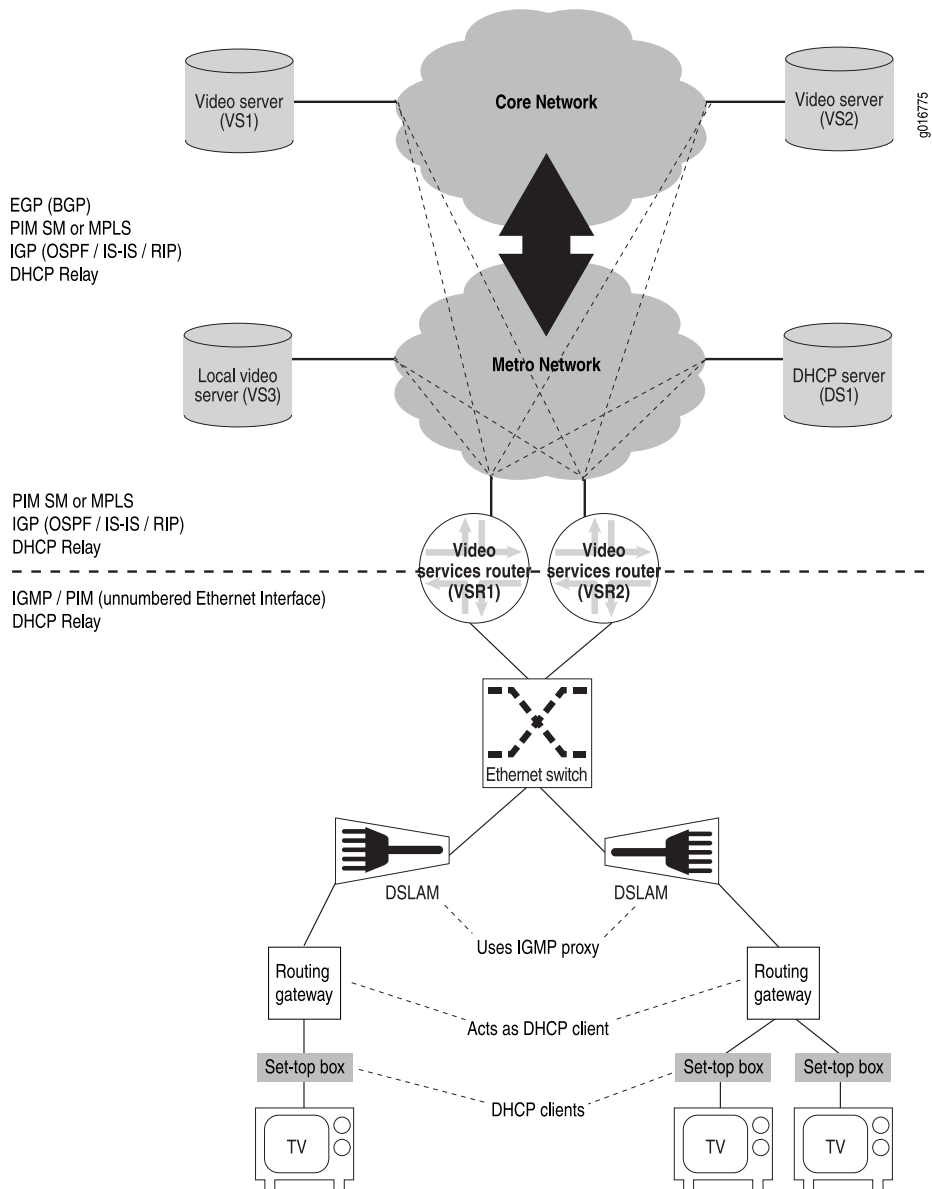 Video server
(VS1)
Core Network
Video server
(VS2)
g016775
EGP (BGP)
PIM SM or MPLS
IGP (OSPF / IS-IS / RIP)
DHCP Relay
Local video
server (VS3)
Metro Network
DHCP server
(DS1)
PIM SM or MPLS
IGP (OSPF / IS-IS / RIP)
DHCP Relay
Video
services router
(VSR1)
Video
services router
(VSR2)
IGMP / PIM (unnumbered Ethernet Interface)
DHCP Relay
Ethernet switch
DSLAM
DSLAM
Uses IGMP proxy
Routing
gateway
Routing
gateway
Acts as DHCP client
Set-top box
Set-top box
Set-top box
DHCP clients
TV
TV
TV